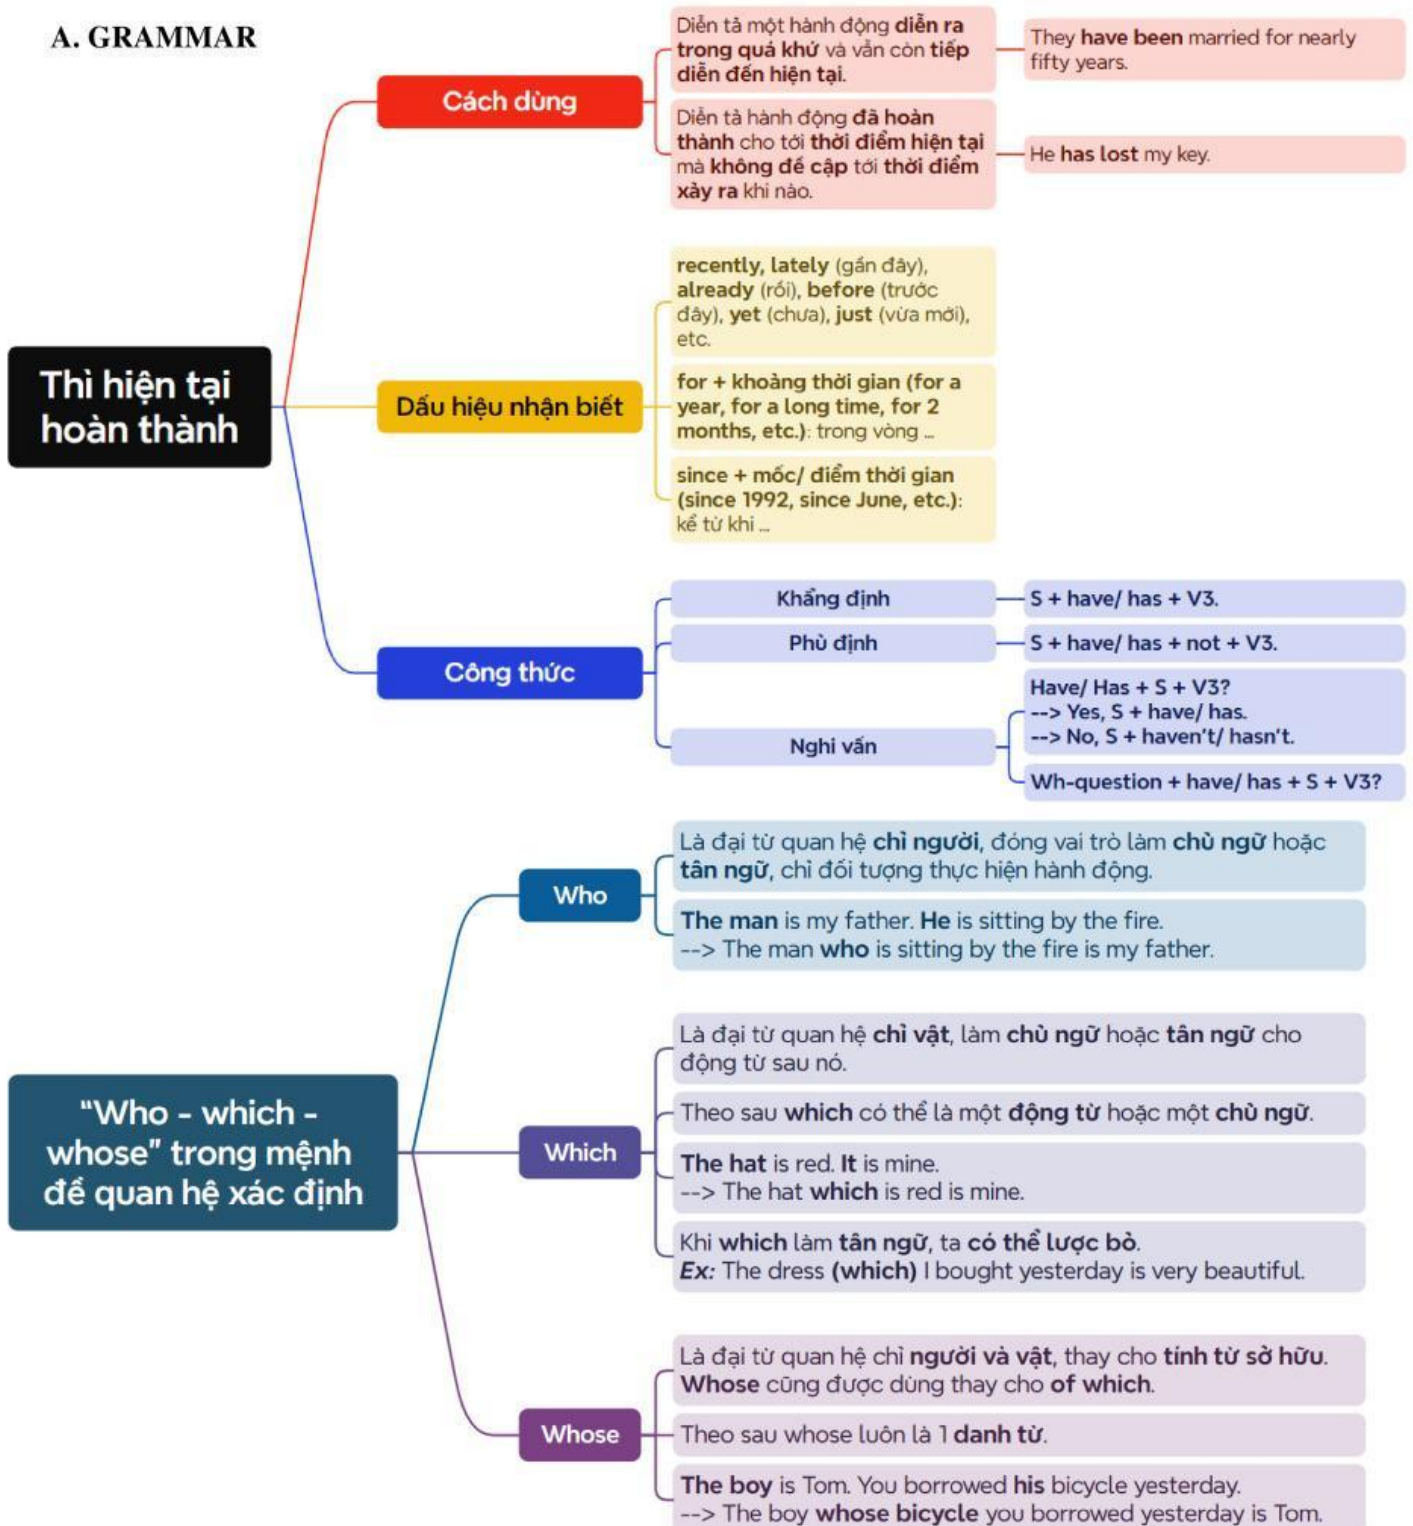 A. GRAMMAR
Thì hiện tại
hoàn thành
Cách dùng
Diễn tả một hành động diễn ra
trong quá khứ và vẫn còn tiếp
diễn đến hiện tại.
They have been married for nearly
fifty years.
Diễn tả hành động đã hoàn
thành cho tới thời điểm hiện tại
mà không đề cập tới thời điểm
xảy ra khi nào.
He has lost my key.
Dấu hiệu nhận biết
recently, lately (gần đây),
already (rồi), before (trước
đây), yet (chưa), just (vừa mới),
etc.
for + khoảng thời gian (for a
year, for a long time, for 2
months, etc.): trong vòng ...
since + mốc/ điểm thời gian
(since 1992, since June, etc.):
kể từ khi ...
Công thức
Khẳng định
S + have/ has + V3.
Phủ định
S + have/ has + not + V3.
Nghi vấn
Have/ Has + S + V3?
--> Yes, S + have/ has.
--> No, S + haven't/ hasn't.
Wh-question + have/ has + S + V3?
"Who - which -
whose" trong mệnh
đề quan hệ xác định
Who
Là đại từ quan hệ chỉ người, đóng vai trò làm chủ ngữ hoặc
tân ngữ, chỉ đối tượng thực hiện hành động.
The man is my father. He is sitting by the fire.
--> The man who is sitting by the fire is my father.
Which
Là đại từ quan hệ chỉ vật, làm chủ ngữ hoặc tân ngữ cho
động từ sau nó.
Theo sau which có thể là một động từ hoặc một chủ ngữ.
The hat is red. It is mine.
--> The hat which is red is mine.
Khi which làm tân ngữ, ta có thể lược bỏ.
Ex: The dress (which) I bought yesterday is very beautiful.
Whose
Là đại từ quan hệ chỉ người và vật, thay cho tính từ sở hữu.
Whose cũng được dùng thay cho of which.
Theo sau whose luôn là 1 danh từ.
The boy is Tom. You borrowed his bicycle yesterday.
--> The boy whose bicycle you borrowed yesterday is Tom.